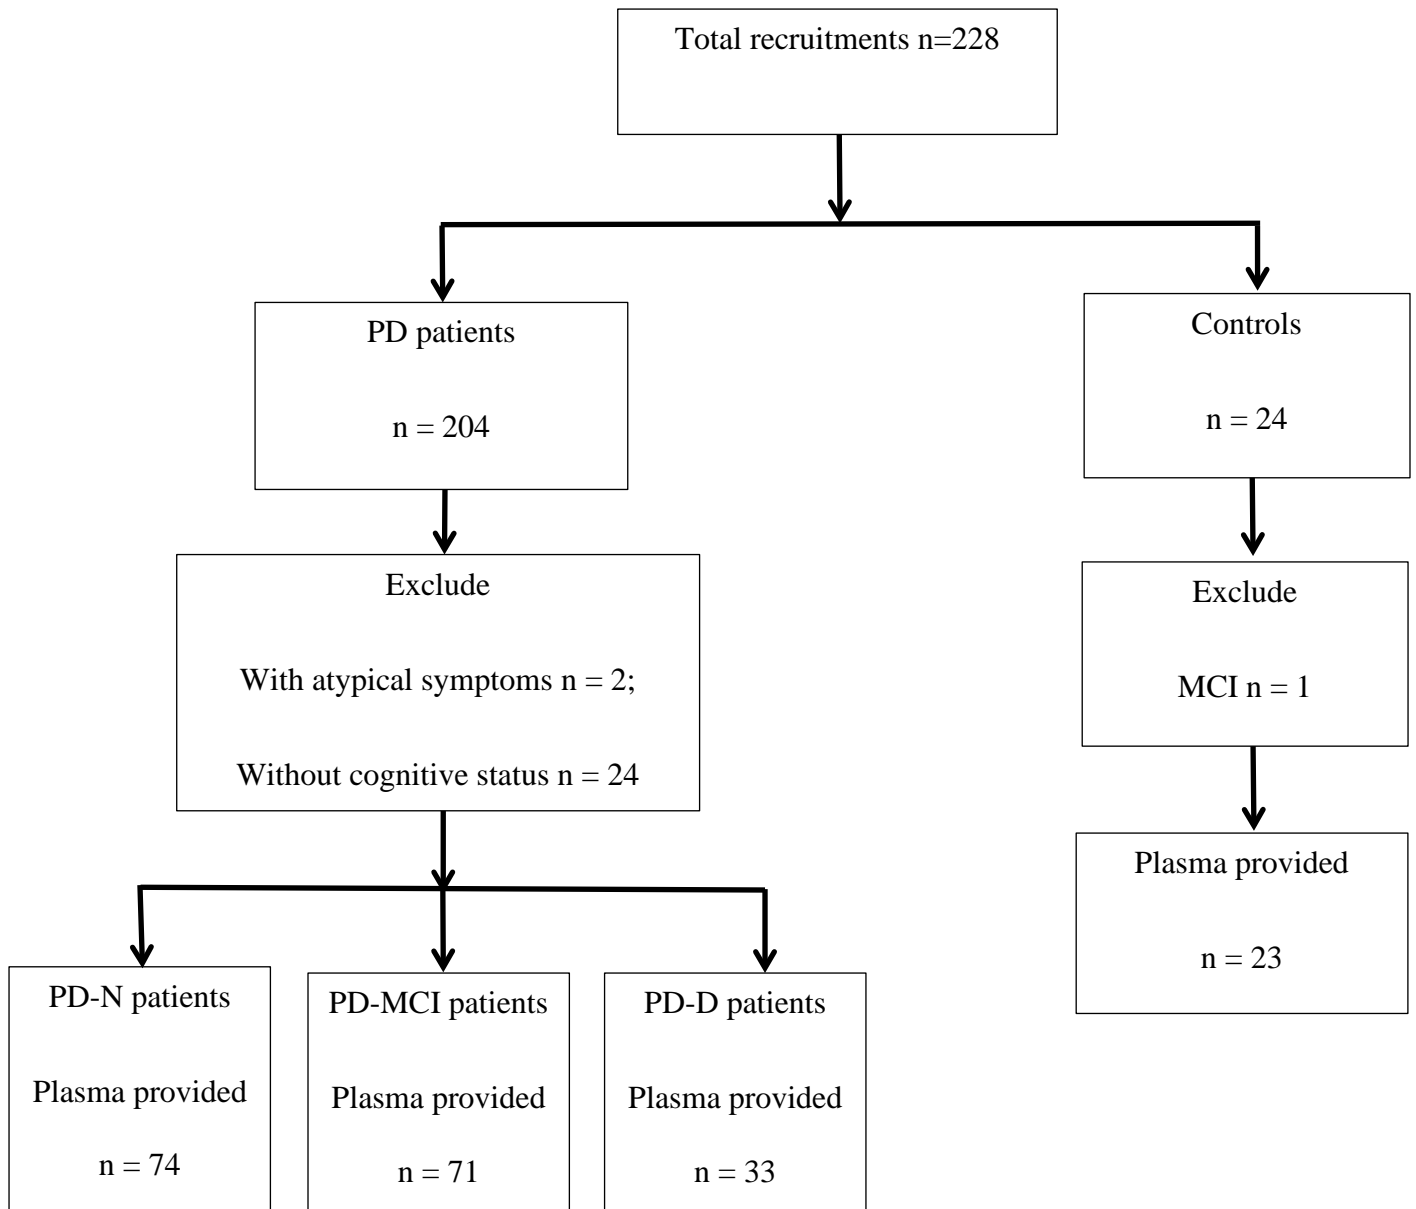 Total recruitments n=228
PD patients
n = 204
Controls
n = 24
Exclude
With atypical symptoms n = 2;
Without cognitive status n = 24
Exclude
MCI n = 1
Plasma provided
n = 23
PD-N patients
Plasma provided
n = 74
PD-MCI patients
Plasma provided
n = 71
PD-D patients
Plasma provided
n = 33